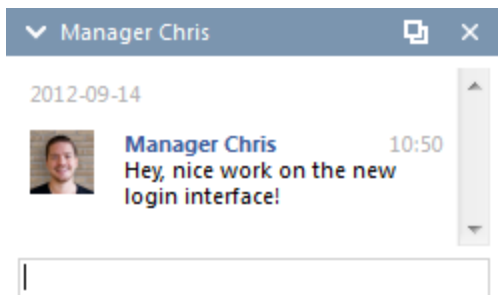 Manager Chris
2012-09-14
Manager Chris 10:50
Hey, nice work on the new
login interface!